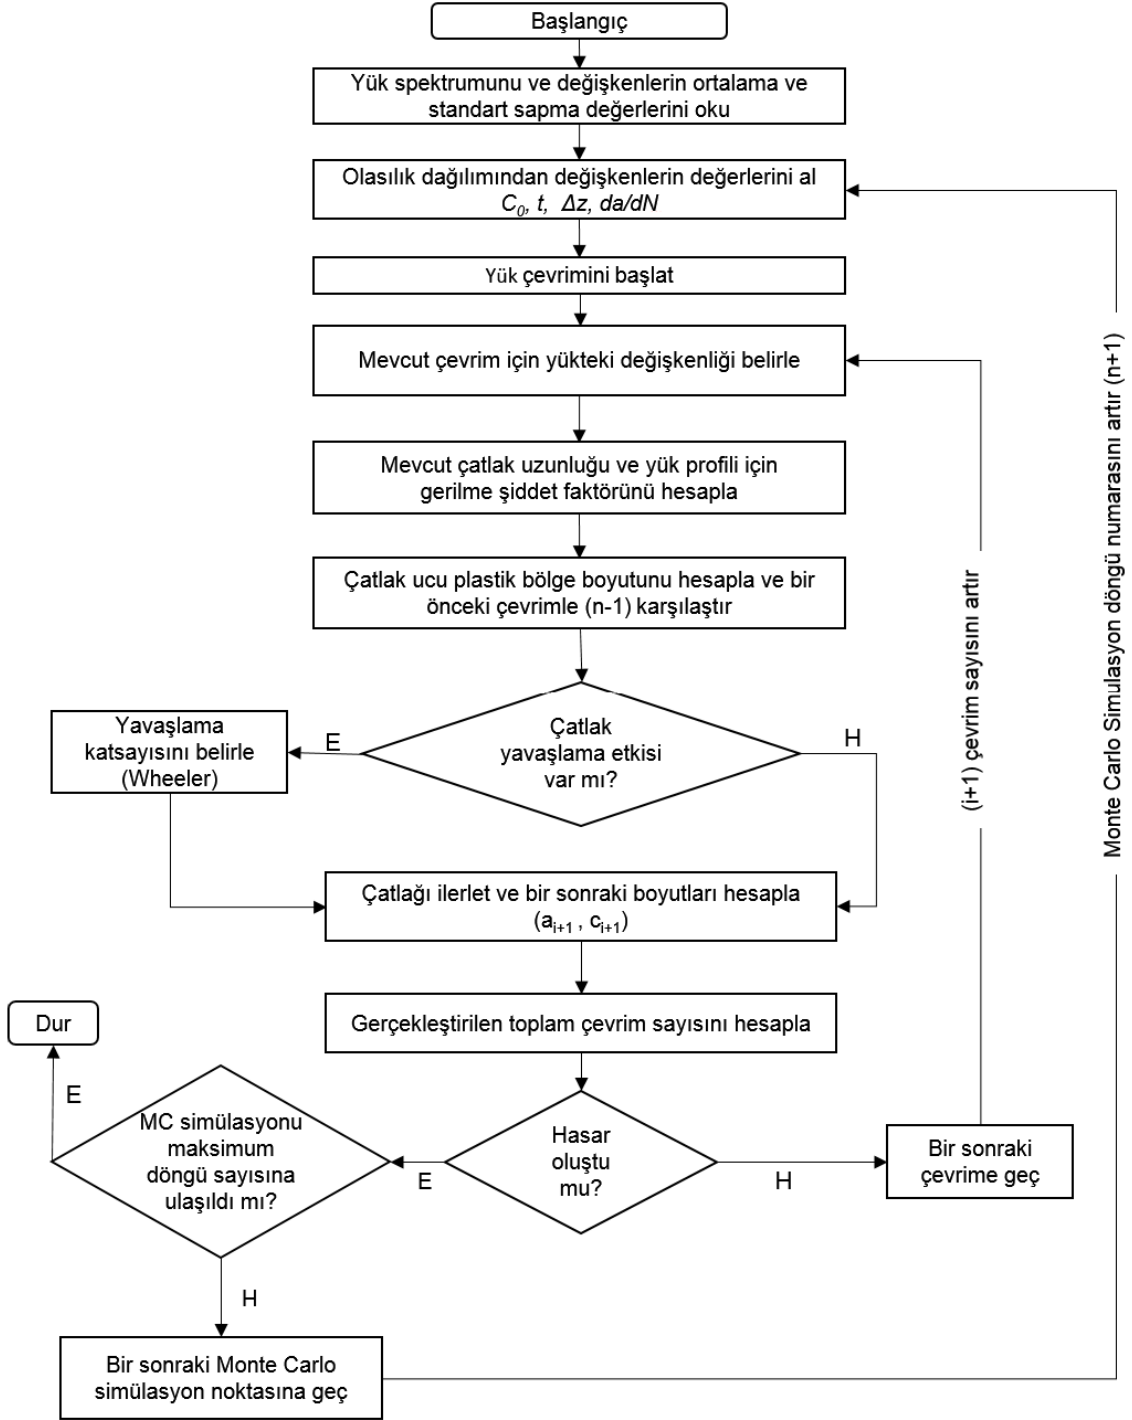 Başlangıç
Yük spektrumunu ve değişkenlerin ortalama ve
standart sapma değerlerini oku
Olasılık dağılımından değişkenlerin değerlerini al
C₀, t, Δz, da/dN
Yük çevrimini başlat
Mevcut çevrim için yükteki değişkenliği belirle
Mevcut çatlak uzunluğu ve yük profili için
gerilme şiddet faktörünü hesapla
Çatlak ucu plastik bölge boyutunu hesapla ve bir
önceki çevrimle (n-1) karşılaştır
Çatlak
yavaşlama etkisi
var mı?
E
H
Yavaşlama
katsayısını belirle
(Wheeler)
Çatlağı ilerlet ve bir sonraki boyutları hesapla
(aᵢ₊₁ , cᵢ₊₁)
Gerçekleştirilen toplam çevrim sayısını hesapla
Hasar
oluştu
mu?
E
H
Bir sonraki
çevrime geç
(i+1) çevrim sayısını artır
MC simülasyonu
maksimum
döngü sayısına
ulaşıldı mı?
E
Dur
H
Bir sonraki Monte Carlo
simülasyon noktasına geç
Monte Carlo Simulasyon döngü numarasını artır (n+1)